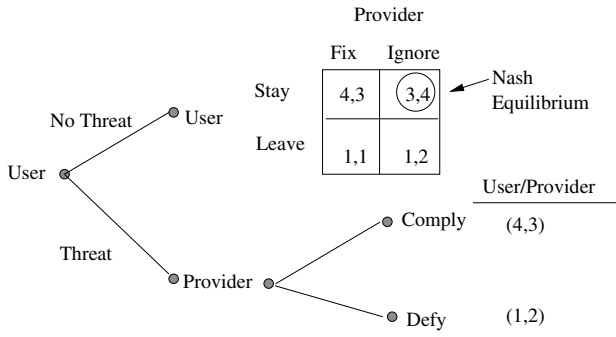 Provider
Fix Ignore
Stay 4,3 3,4
Nash
Equilibrium
Leave 1,1 1,2
No Threat User
User
Threat
Provider
User/Provider
Comply (4,3)
Defy (1,2)